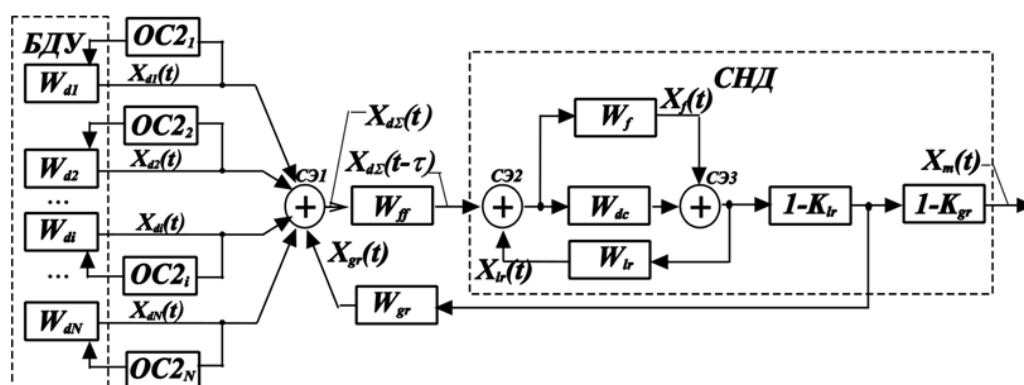 БДУ
OC2₁
W_d1
X_d1(t)
OC2₂
W_d2
X_d2(t)
...
W_di
X_di(t)
OC2_i
...
W_dN
X_dN(t)
OC2_N
СЭ1
+
X_dΣ(t)
X_dΣ(t-τ)
W_ff
X_gr(t)
W_gr
СНД
W_f
X_f(t)
СЭ2
+
W_dc
СЭ3
+
X_lr(t)
W_lr
1-K_lr
1-K_gr
X_m(t)